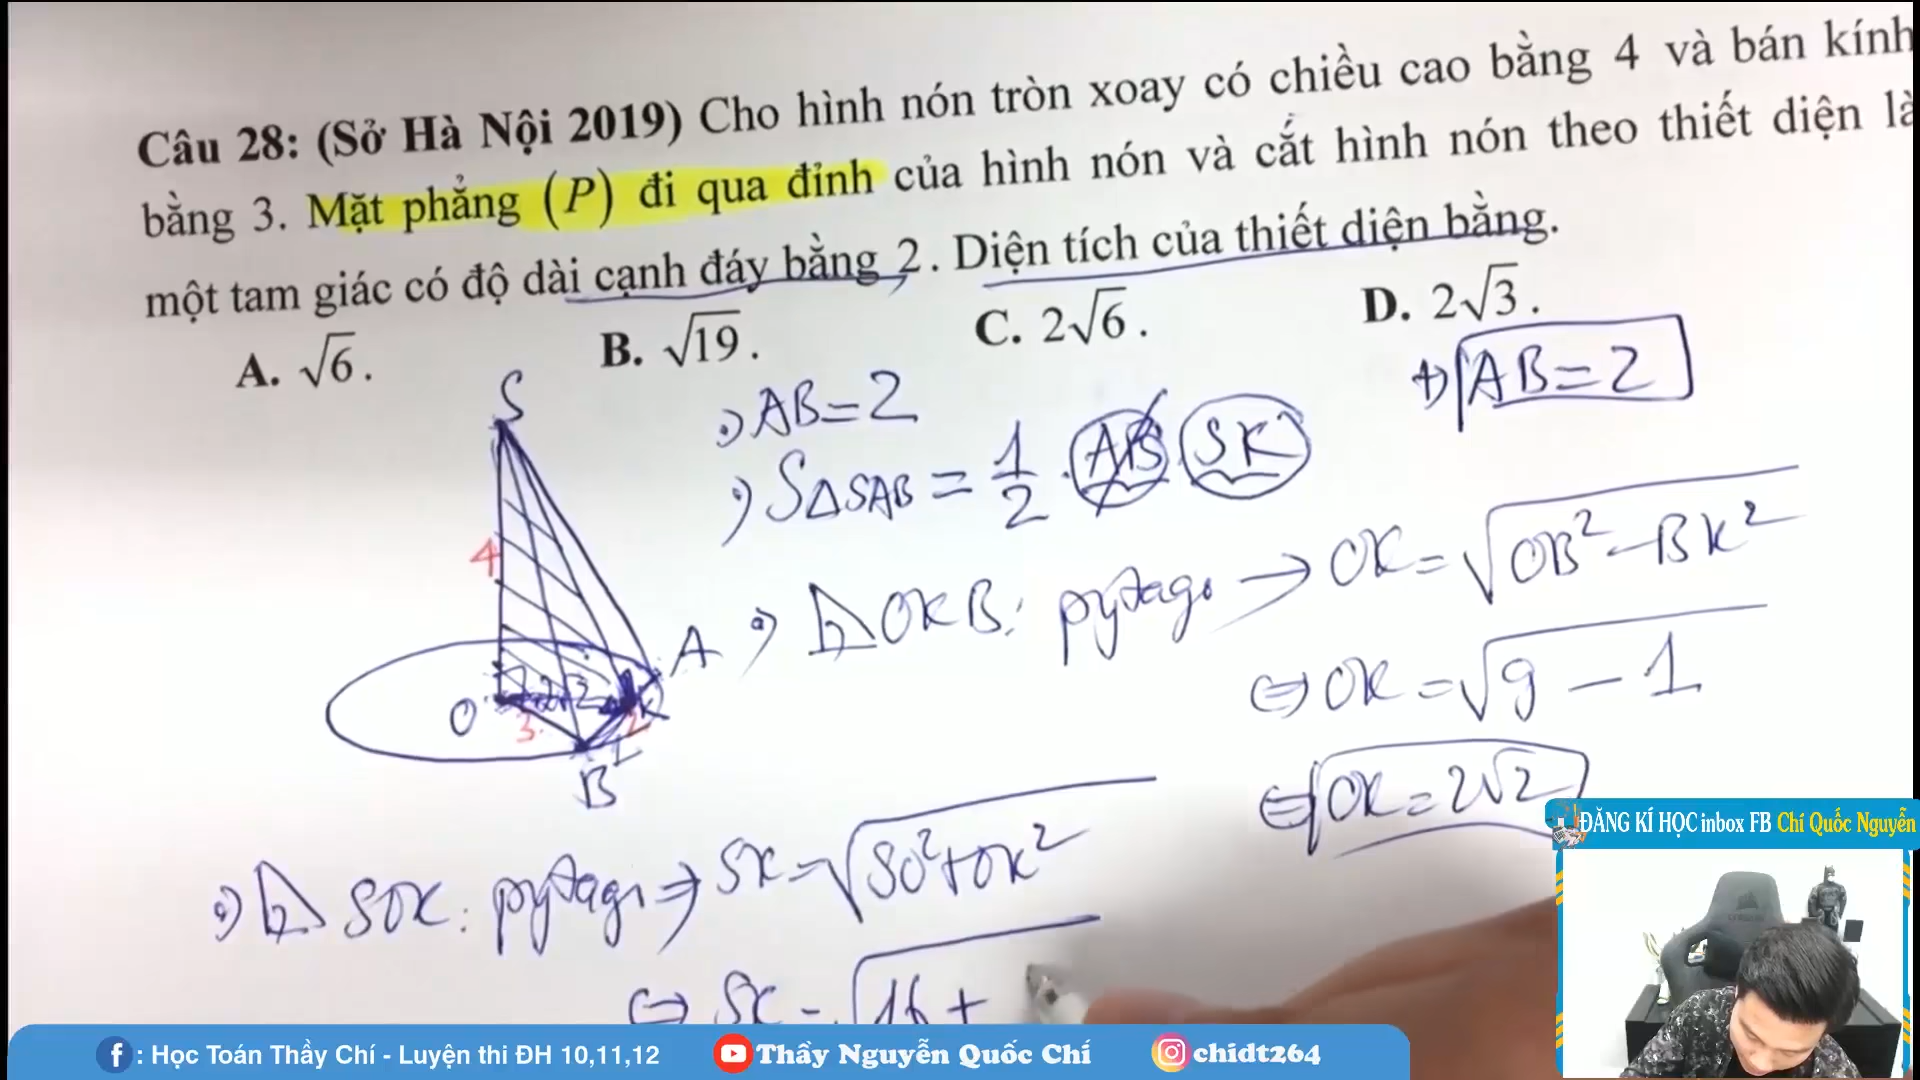 Câu 28: (Sở Hà Nội 2019) Cho hình nón tròn xoay có chiều cao bằng 4 và bán kính
bằng 3. Mặt phẳng (P) đi qua đỉnh của hình nón và cắt hình nón theo thiết diện là
một tam giác có độ dài cạnh đáy bằng 2. Diện tích của thiết diện bằng.
A. √6. B. √19. C. 2√6. D. 2√3.
S
4
O
3
2
K
A
B
AB = 2
S△SAB = 1/2 . AB . SK
+) AB = 2
△OKB: pytago → OK = √(OB² - BK²)
⇔ OK = √(9 - 1)
⇔ OK = 2√2
△SOK: pytago ⇒ SK = √(SO² + OK²)
⇔ SK = √(16 +
ĐĂNG KÍ HỌC inbox FB Chí Quốc Nguyễn
f : Học Toán Thầy Chí - Luyện thi ĐH 10,11,12
Thầy Nguyễn Quốc Chí
chidt264